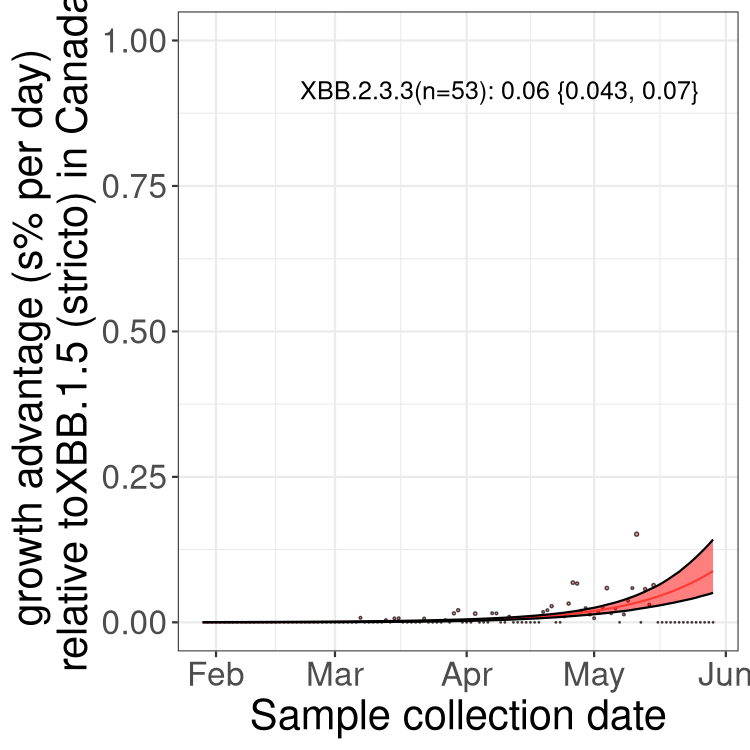 growth advantage (s% per day)
relative toXBB.1.5 (stricto) in Canada
1.00
0.75
0.50
0.25
0.00
XBB.2.3.3(n=53): 0.06 {0.043, 0.07}
Feb Mar Apr May Jun
Sample collection date